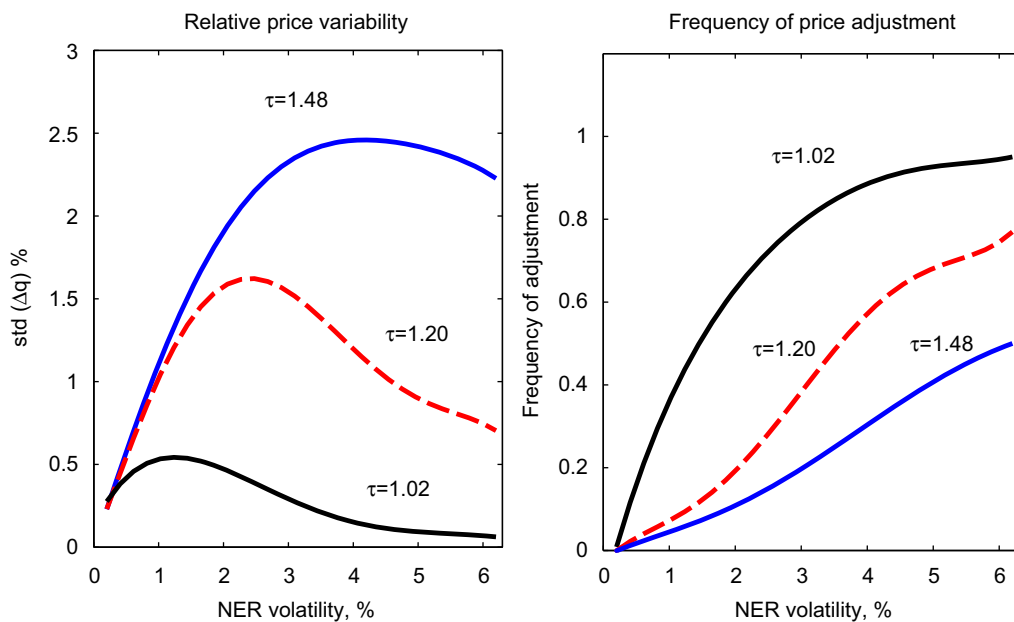 Relative price variability
3
2.5
2
1.5
1
0.5
0
std (Δq) %
τ=1.48
τ=1.20
τ=1.02
0 1 2 3 4 5 6
NER volatility, %
Frequency of price adjustment
1
0.8
0.6
0.4
0.2
0
Frequency of adjustment
τ=1.02
τ=1.20
τ=1.48
0 1 2 3 4 5 6
NER volatility, %